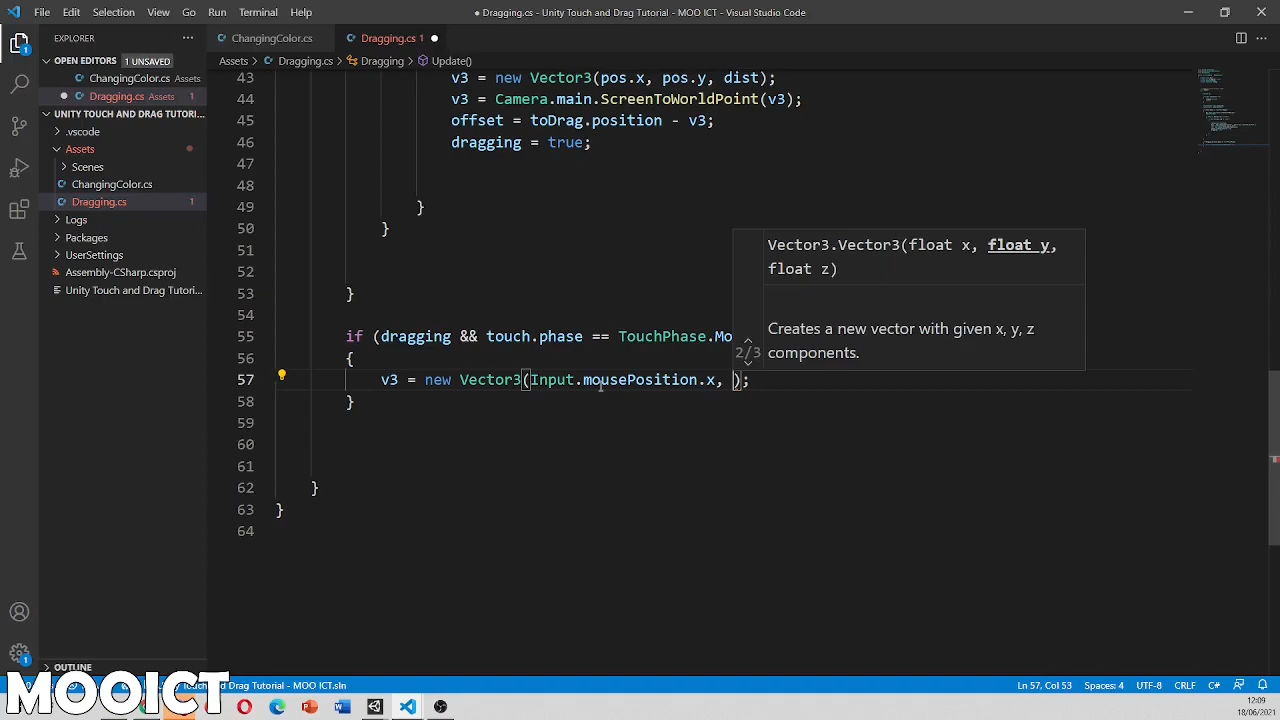 File Edit Selection View Go Run Terminal Help
● Dragging.cs - Unity Touch and Drag Tutorial - MOO ICT - Visual Studio Code
EXPLORER
ChangingColor.cs
Dragging.cs 1
OPEN EDITORS 1 UNSAVED
Assets > Dragging.cs > Dragging > Update()
ChangingColor.cs Assets
Dragging.cs Assets 1
UNITY TOUCH AND DRAG TUTORI...
.vscode
Assets
Scenes
ChangingColor.cs
Dragging.cs 1
Logs
Packages
UserSettings
Assembly-CSharp.csproj
Unity Touch and Drag Tutori...
43 v3 = new Vector3(pos.x, pos.y, dist);
44 v3 = Camera.main.ScreenToWorldPoint(v3);
45 offset = toDrag.position - v3;
46 dragging = true;
47
48
49 }
50 }
51
52
53 }
54
55 if (dragging && touch.phase == TouchPhase.Mo
56 {
57 v3 = new Vector3(Input.mousePosition.x, );
58 }
59
60
61
62 }
63 }
64
Vector3.Vector3(float x, float y,
float z)
2/3
Creates a new vector with given x, y, z
components.
OUTLINE
MOOICT
Touch and Drag Tutorial - MOO ICT.sln
Ln 57, Col 53 Spaces: 4 UTF-8 CRLF C#
12:09
18/06/2021